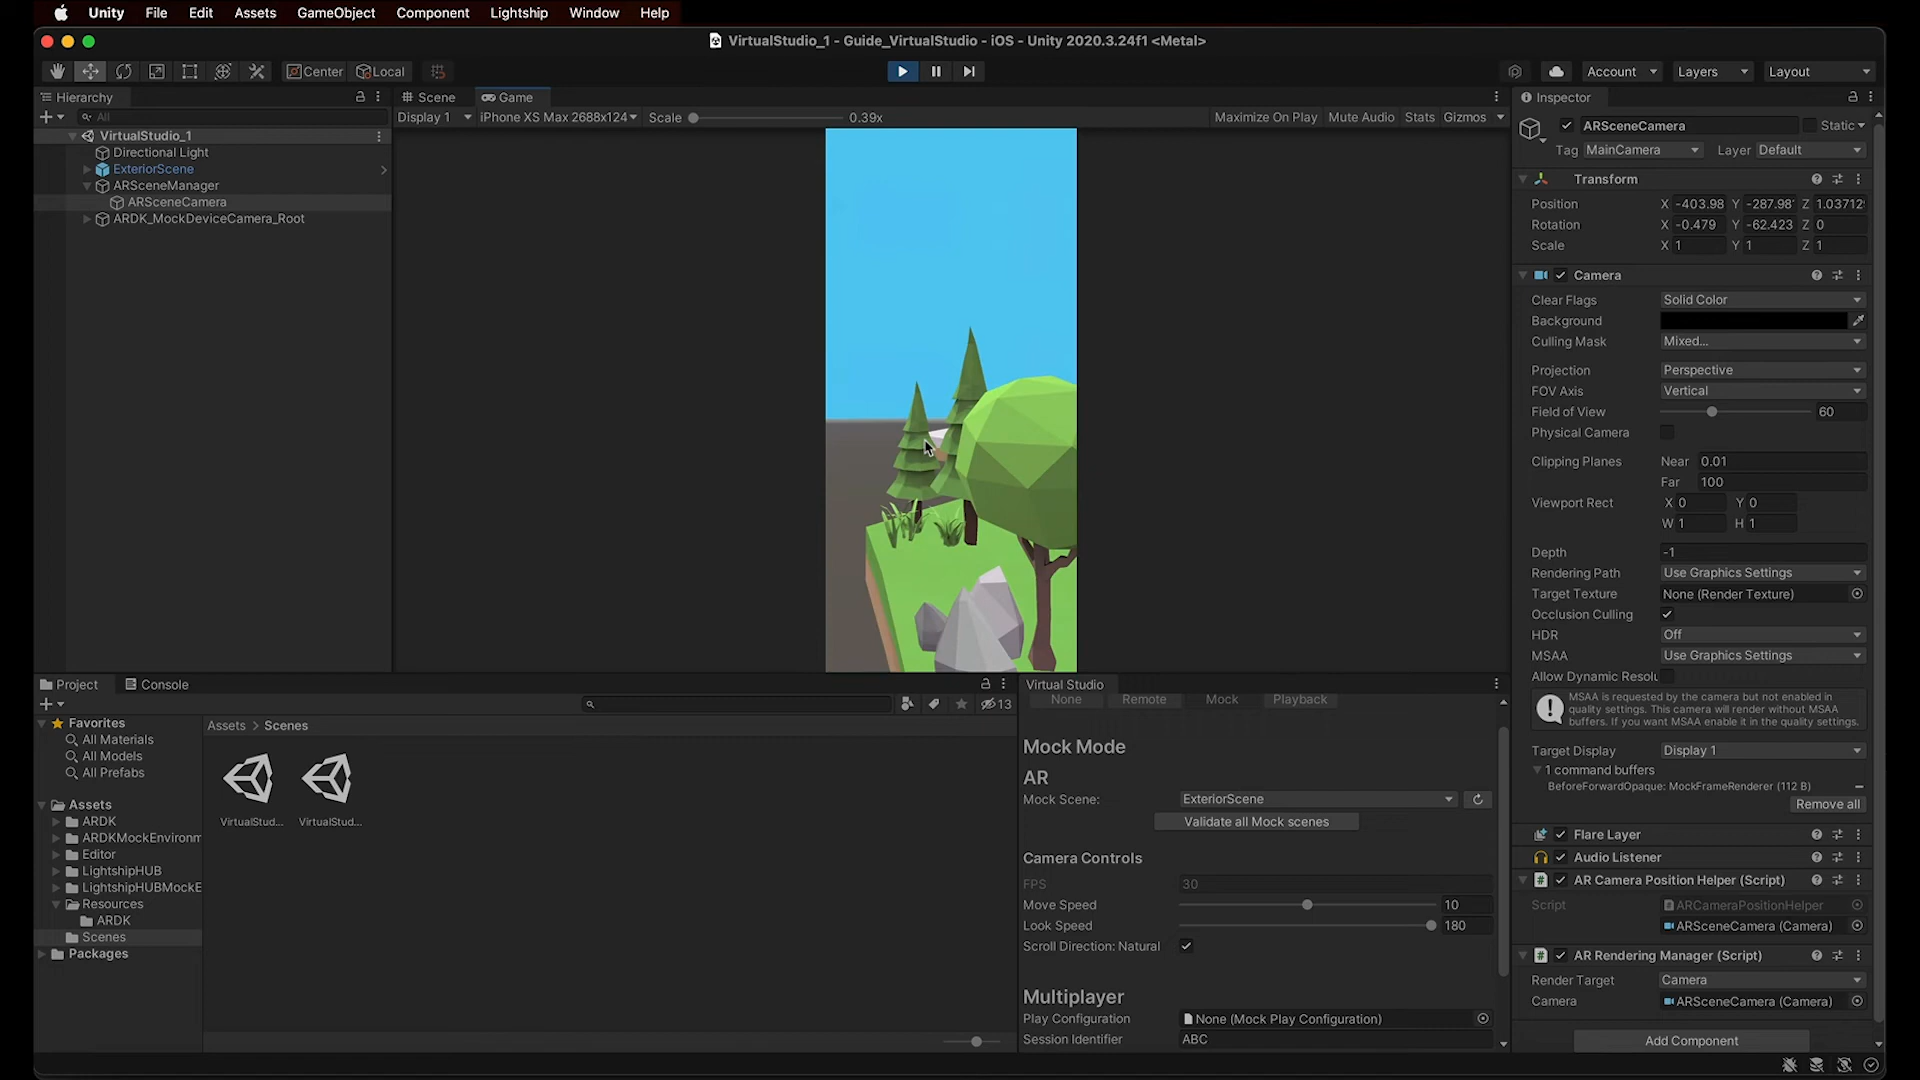 Unity File Edit Assets GameObject Component Lightship Window Help
VirtualStudio_1 - Guide_VirtualStudio - iOS - Unity 2020.3.24f1 <Metal>
Center Local Account Layers Layout
Hierarchy
All
VirtualStudio_1
Directional Light
ExteriorScene
ARSceneManager
ARSceneCamera
ARDK_MockDeviceCamera_Root
Scene Game
Display 1 iPhone XS Max 2688x124 Scale 0.39x Maximize On Play Mute Audio Stats Gizmos
Inspector
ARSceneCamera Static
Tag MainCamera Layer Default
Transform
Position X -403.98 Y -287.98 Z 1.03712
Rotation X -0.479 Y -62.423 Z 0
Scale X 1 Y 1 Z 1
Camera
Clear Flags Solid Color
Background
Culling Mask Mixed...
Projection Perspective
FOV Axis Vertical
Field of View 60
Physical Camera
Clipping Planes Near 0.01
Far 100
Viewport Rect X 0 Y 0
W 1 H 1
Depth -1
Rendering Path Use Graphics Settings
Target Texture None (Render Texture)
Occlusion Culling
HDR Off
MSAA Use Graphics Settings
Allow Dynamic Resolu
MSAA is requested by the camera but not enabled in
quality settings. This camera will render without MSAA
buffers. If you want MSAA enable it in the quality settings.
Target Display Display 1
1 command buffers
BeforeForwardOpaque: MockFrameRenderer (112 B)
Remove all
Flare Layer
Audio Listener
AR Camera Position Helper (Script)
Script ARCameraPositionHelper
ARSceneCamera (Camera)
AR Rendering Manager (Script)
Render Target Camera
Camera ARSceneCamera (Camera)
Add Component
Project Console
13
Favorites
All Materials
All Models
All Prefabs
Assets
ARDK
ARDKMockEnvironm
Editor
LightshipHUB
LightshipHUBMockE
Resources
ARDK
Scenes
Packages
Assets > Scenes
VirtualStud... VirtualStud...
Virtual Studio
None Remote Mock Playback
Mock Mode
AR
Mock Scene: ExteriorScene
Validate all Mock scenes
Camera Controls
FPS 30
Move Speed 10
Look Speed 180
Scroll Direction: Natural
Multiplayer
Play Configuration None (Mock Play Configuration)
Session Identifier ABC